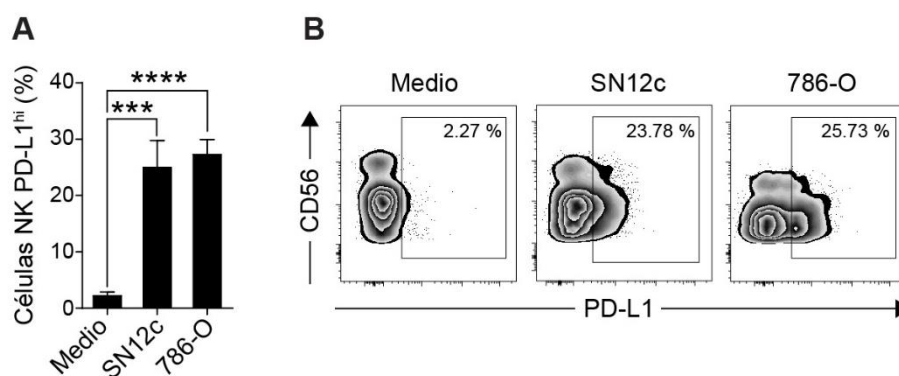 A
Células NK PD-L1hi (%)
40
30
20
10
0
****
***
Medio
SN12c
786-O
B
Medio
SN12c
786-O
2.27 %
23.78 %
25.73 %
CD56
PD-L1